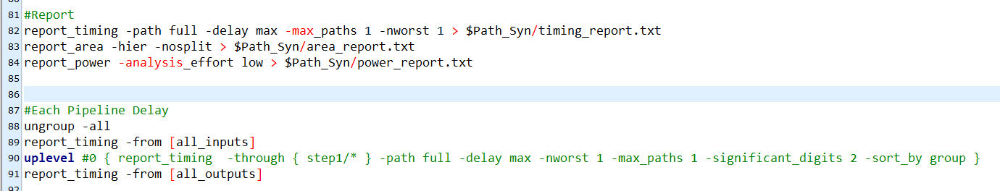 81 #Report
82 report_timing -path full -delay max -max_paths 1 -nworst 1 > $Path_Syn/timing_report.txt
83 report_area -hier -nosplit > $Path_Syn/area_report.txt
84 report_power -analysis_effort low > $Path_Syn/power_report.txt
85
86
87 #Each Pipeline Delay
88 ungroup -all
89 report_timing -from [all_inputs]
90 uplevel #0 { report_timing  -through { step1/* } -path full -delay max -nworst 1 -max_paths 1 -significant_digits 2 -sort_by group }
91 report_timing -from [all_outputs]
92